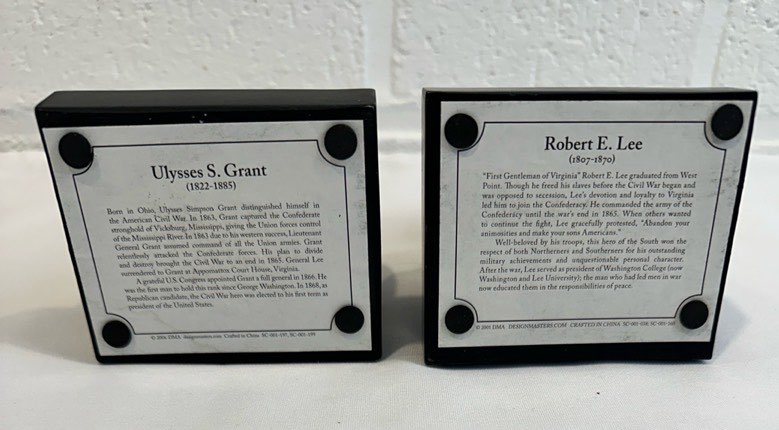 Ulysses S. Grant
(1822-1885)
Born in Ohio, Ulysses Simpson Grant distinguished himself in
the American Civil War. In 1863, Grant captured the Confederate
stronghold of Vicksburg, Mississippi, giving the Union forces control
of the Mississippi River. In 1863 due to his western success, Lieutenant
General Grant assumed command of all the Union armies. Grant
relentlessly attacked the Confederate forces. His plan to divide
and destroy brought the Civil War to an end in 1865. General Lee
surrendered to Grant at Appomattox Court House, Virginia.
A grateful U.S. Congress appointed Grant a full general in 1866. He
was the first man to hold this rank since George Washington. In 1868, as
Republican candidate, the Civil War hero was elected to his first term as
president of the United States.
DMA designmasters.com Crafted in China SC-001-197, SC-001-199
Robert E. Lee
(1807-1870)
"First Gentleman of Virginia" Robert E. Lee graduated from West
Point. Though he freed his slaves before the Civil War began and
was opposed to secession, Lee's devotion and loyalty to Virginia
led him to join the Confederacy. He commanded the army of the
Confederacy until the war's end in 1865. When others wanted
to continue the fight, Lee gracefully protested, "Abandon your
animosities and make your sons Americans."
Well-beloved by his troops, this hero of the South won the
respect of both Northerners and Southerners for his outstanding
military achievements and unquestionable personal character.
After the war, Lee served as president of Washington College (now
Washington and Lee University); the man who had led men in war
now educated them in the responsibilities of peace.
DMA DESIGNMASTERS.COM CRAFTED IN CHINA